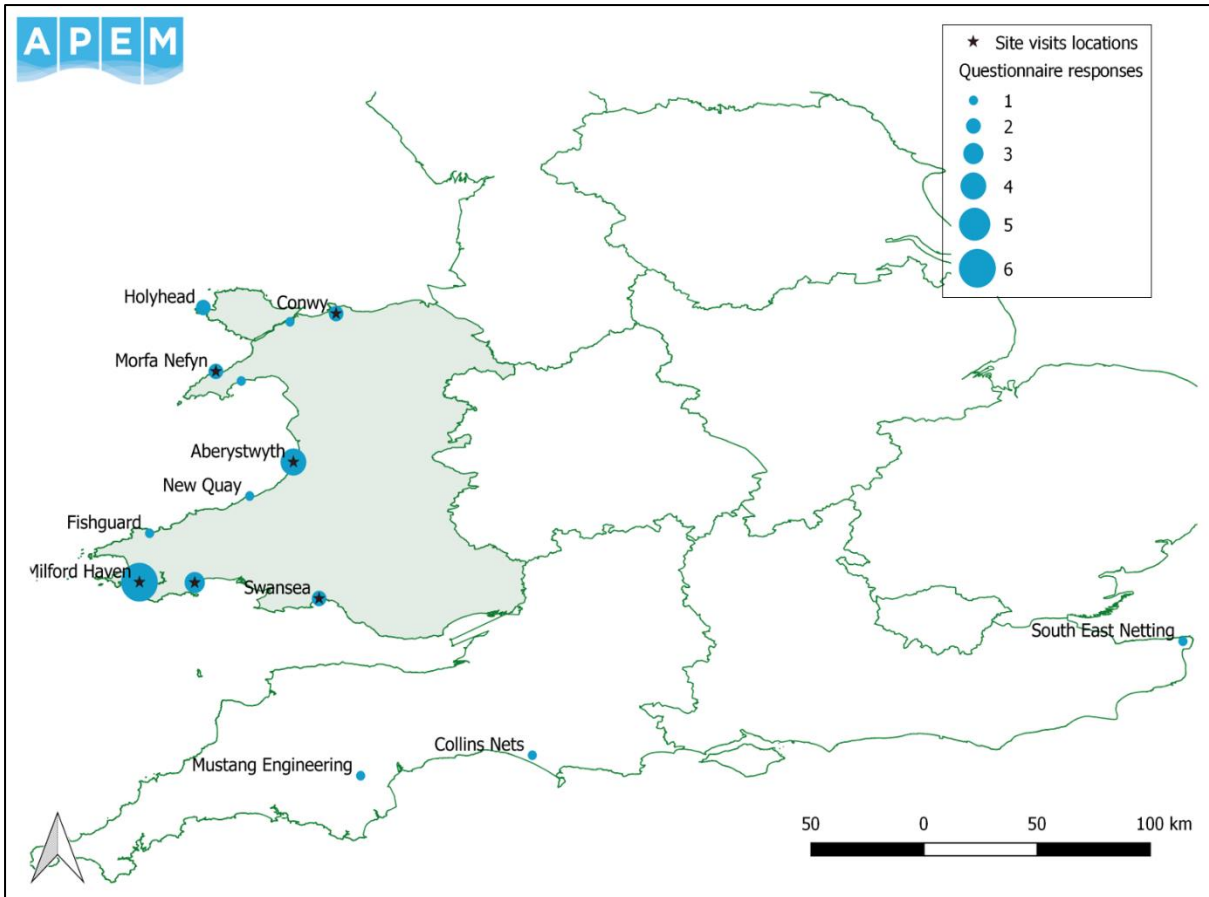 APEM
Site visits locations
Questionnaire responses
1
2
3
4
5
6
Holyhead
Conwy
Morfa Nefyn
Aberystwyth
New Quay
Fishguard
Milford Haven
Swansea
South East Netting
Collins Nets
Mustang Engineering
50 0 50 100 km